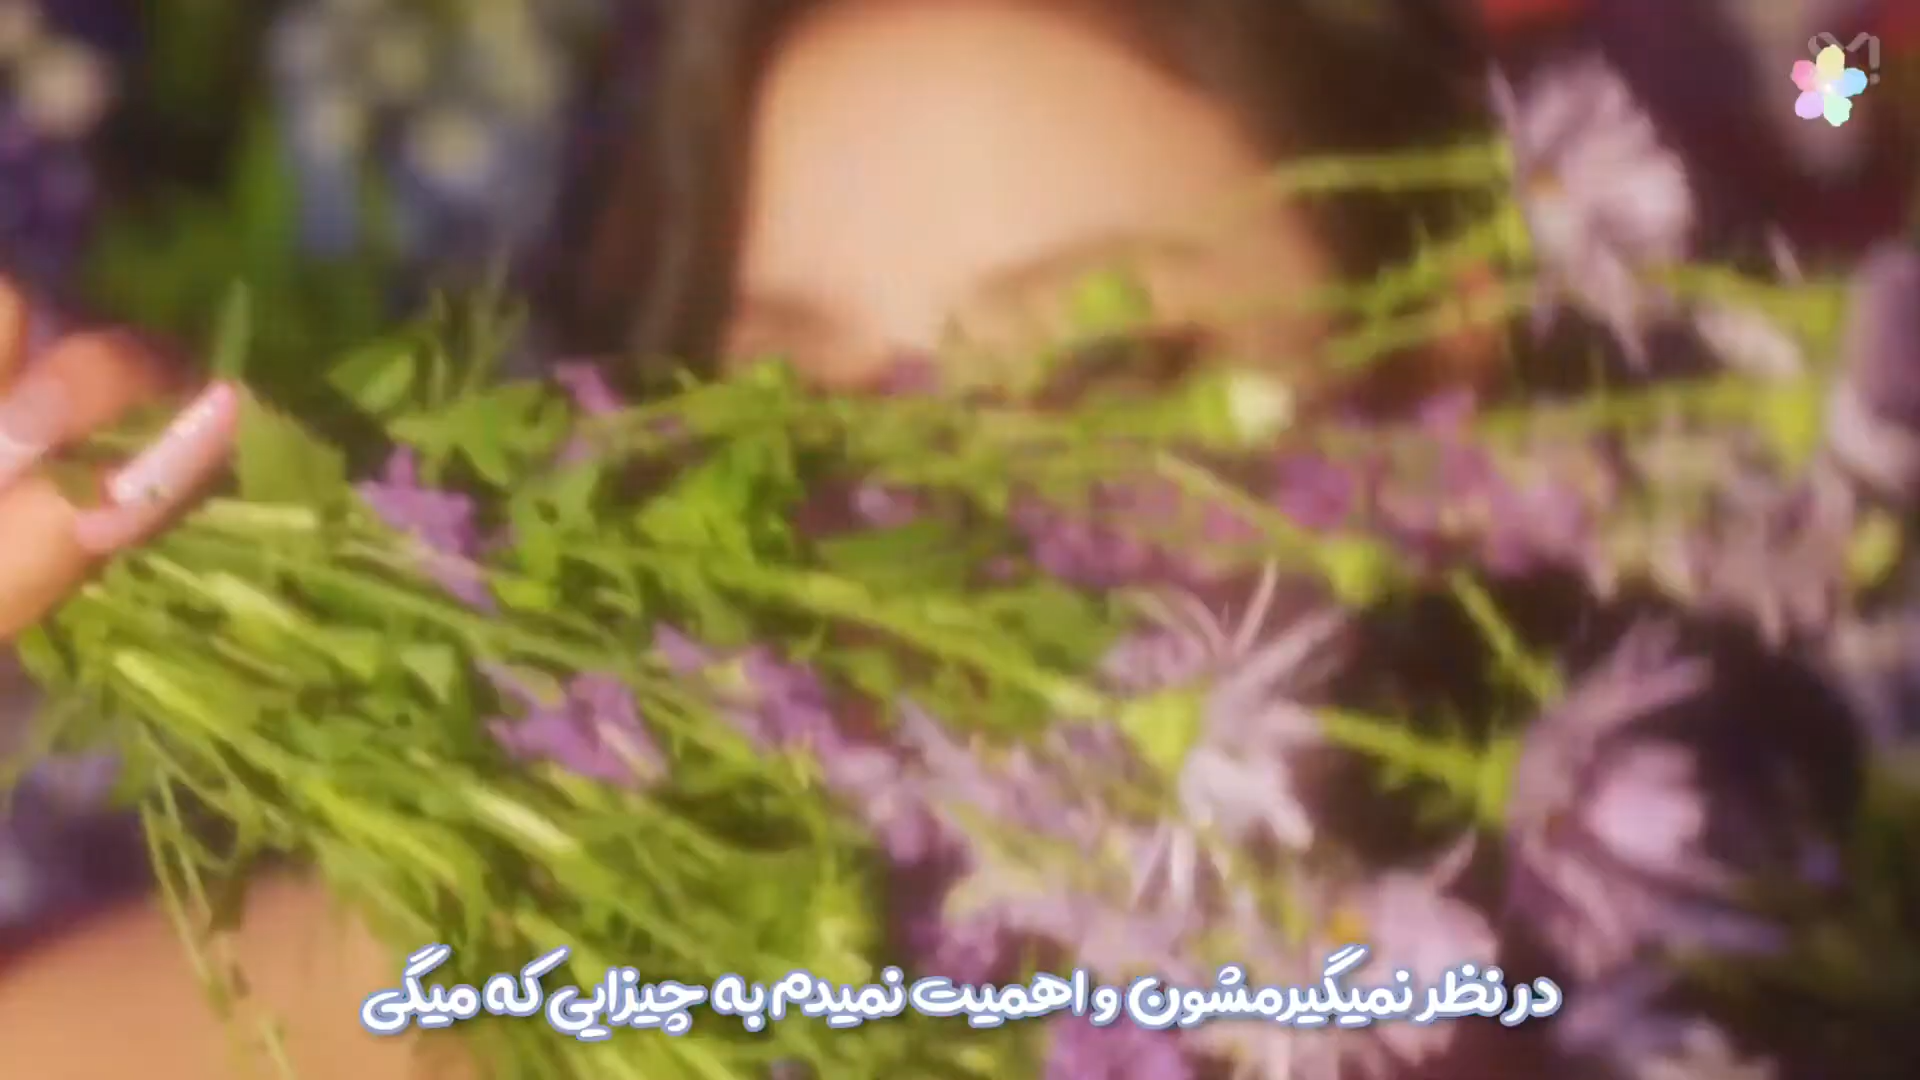 در نظر نمیگیرمشون و اهمیت نمیدم به چیزایی که میگی